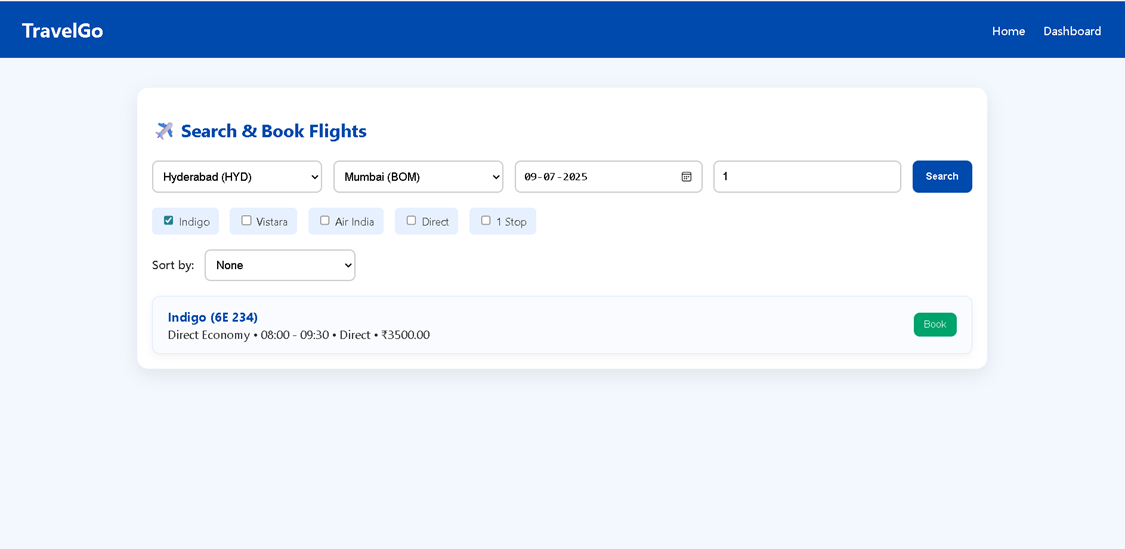 TravelGo Home Dashboard
Search & Book Flights
Hyderabad (HYD) Mumbai (BOM) 09-07-2025 1 Search
Indigo Vistara Air India Direct 1 Stop
Sort by: None
Indigo (6E 234)
Direct Economy • 08:00 - 09:30 • Direct • ₹3500.00
Book